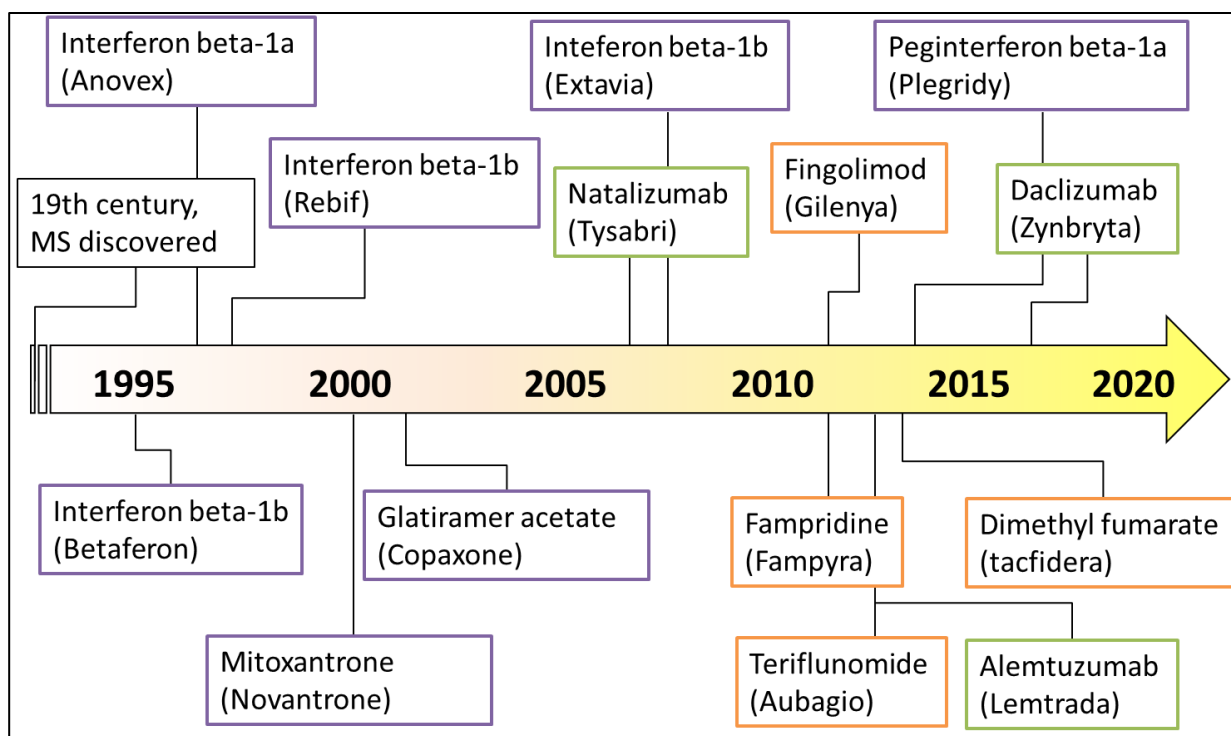 Interferon beta-1a
(Anovex)
Inteferon beta-1b
(Extavia)
Peginterferon beta-1a
(Plegridy)
19th century,
MS discovered
Interferon beta-1b
(Rebif)
Natalizumab
(Tysabri)
Fingolimod
(Gilenya)
Daclizumab
(Zynbryta)
1995
2000
2005
2010
2015
2020
Interferon beta-1b
(Betaferon)
Glatiramer acetate
(Copaxone)
Fampridine
(Fampyra)
Dimethyl fumarate
(tacfidera)
Mitoxantrone
(Novantrone)
Teriflunomide
(Aubagio)
Alemtuzumab
(Lemtrada)